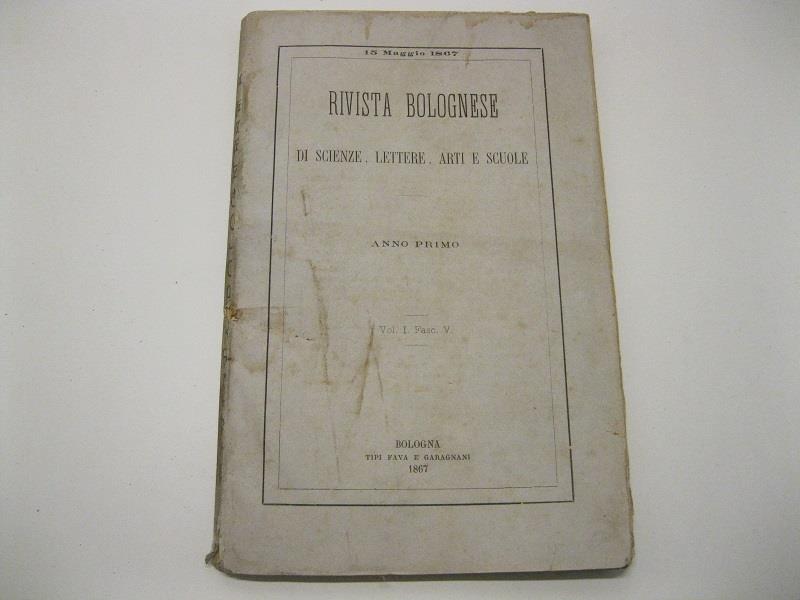 15 Maggio 1867
RIVISTA BOLOGNESE
DI SCIENZE, LETTERE, ARTI E SCUOLE
ANNO PRIMO
Vol. I. Fasc. V.
BOLOGNA
TIPI FAVA E GARAGNANI
1867